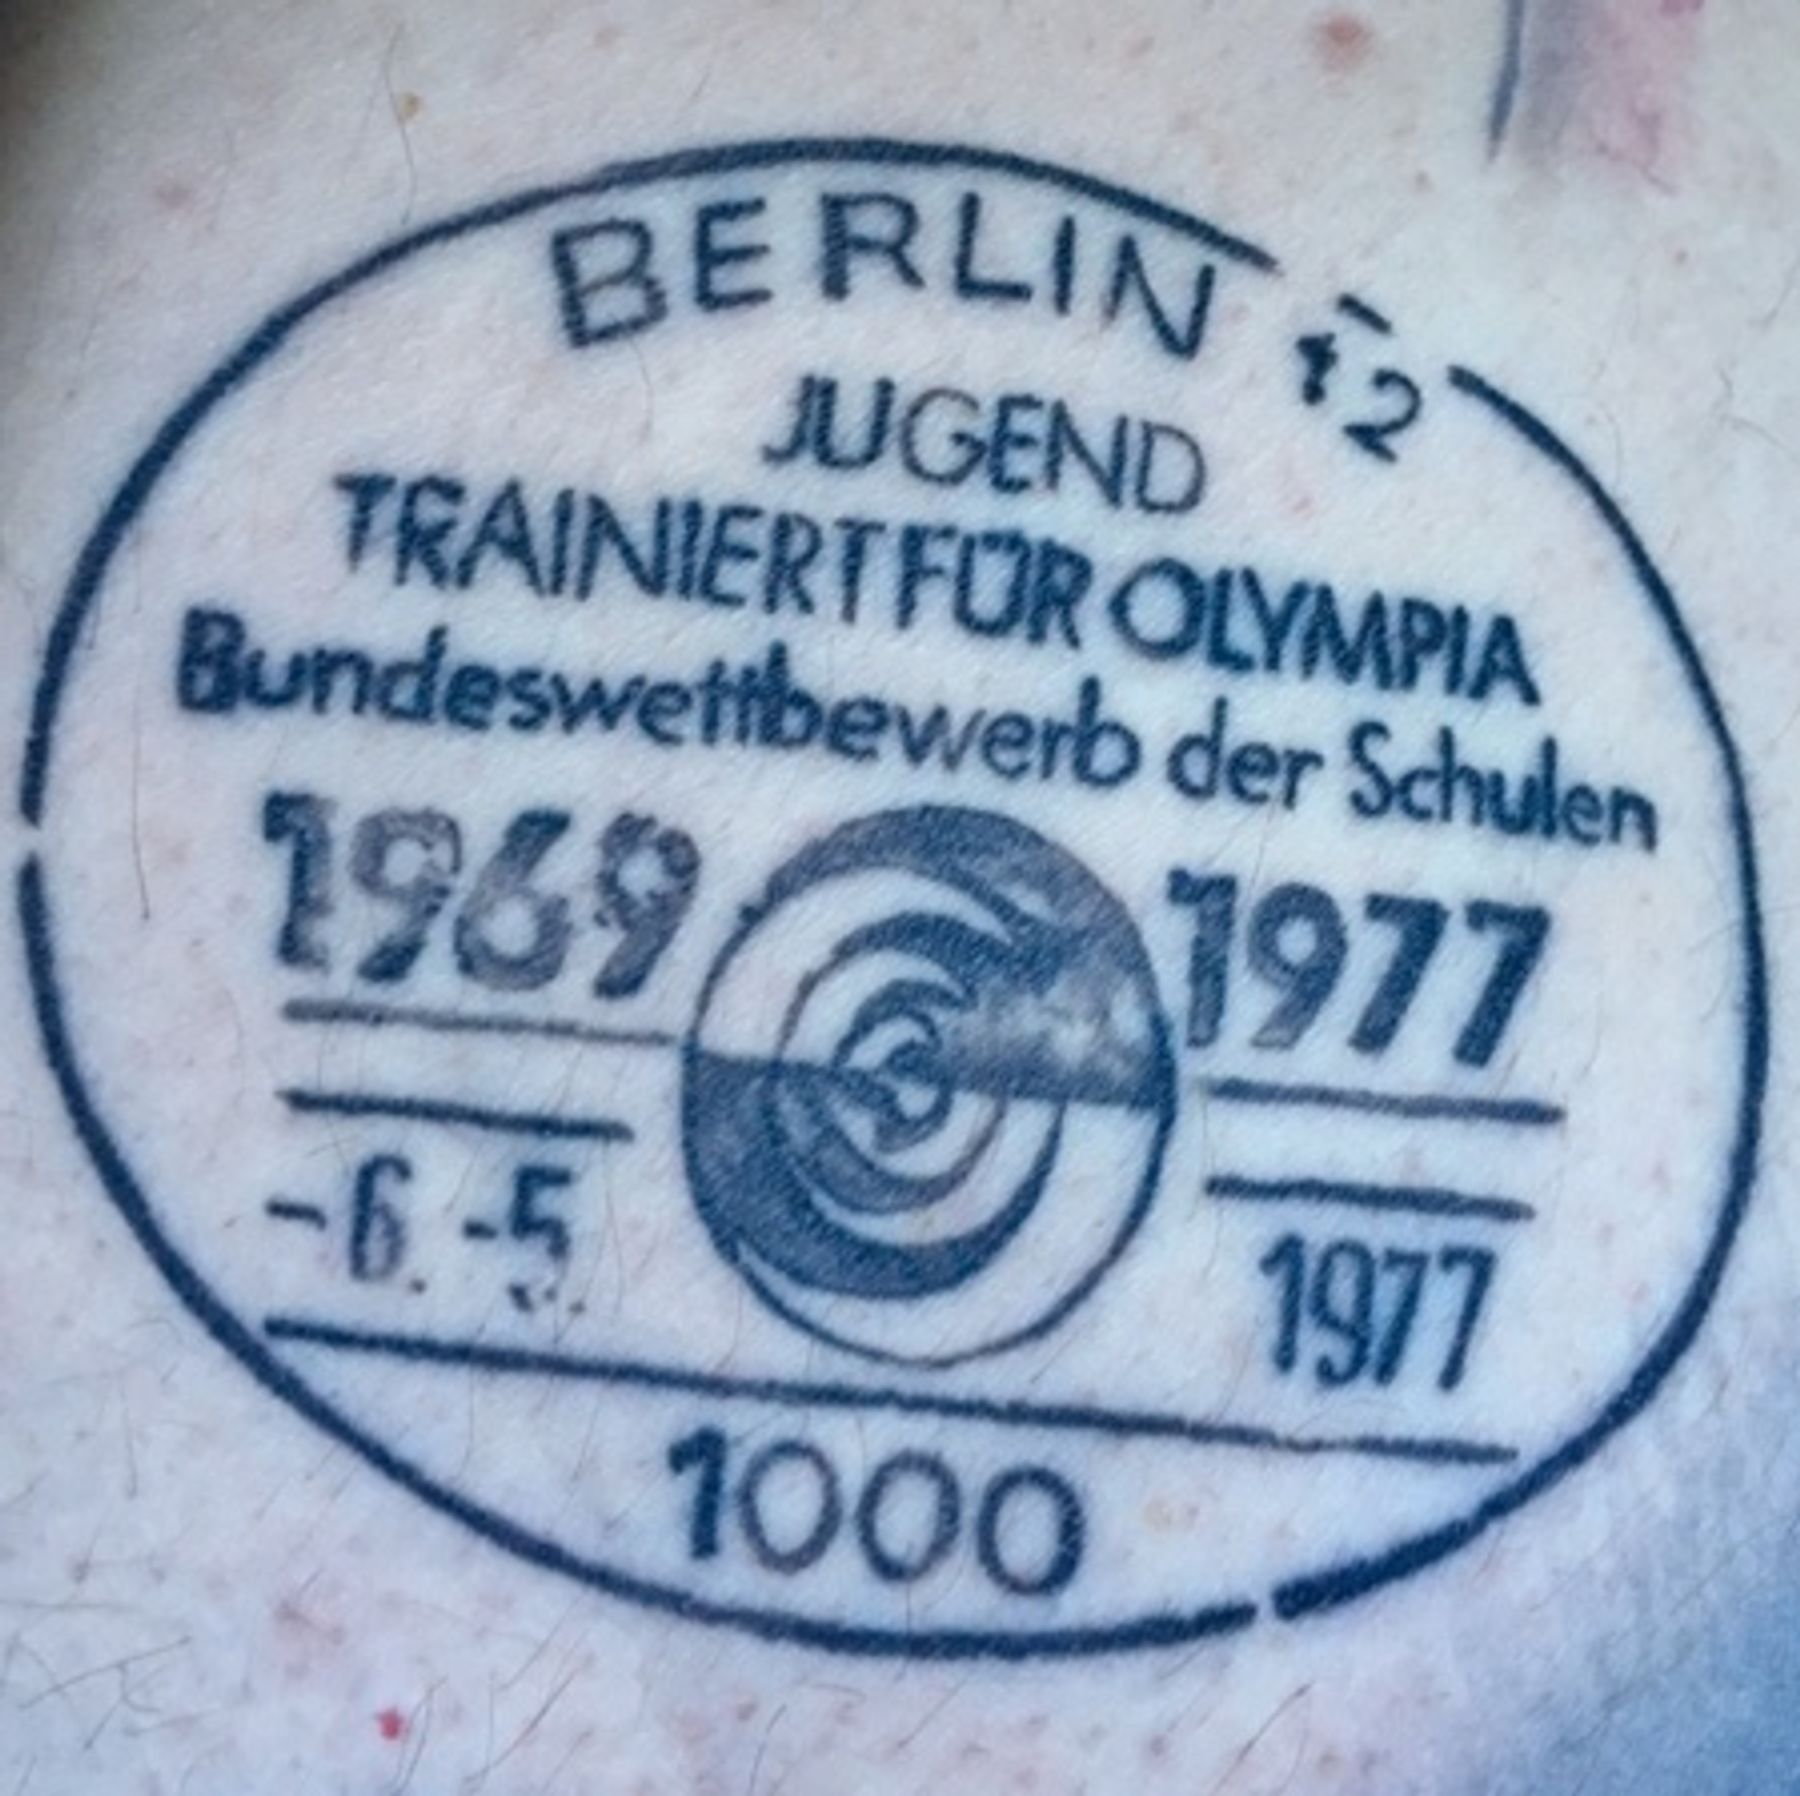 BERLIN 12
JUGEND
TRAINIERT FÜR OLYMPIA
Bundeswettbewerb der Schulen
1969 1977
-6. -5. 1977
1000